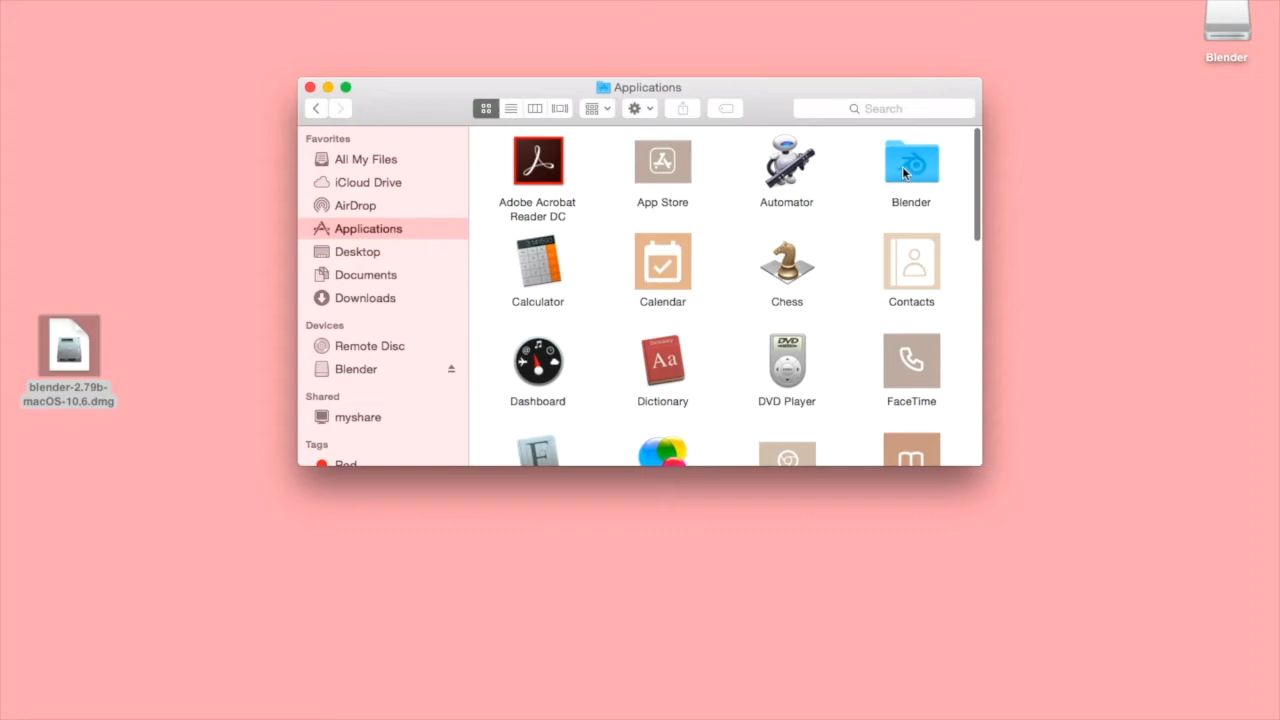 Blender
Applications
Search
Favorites
All My Files
iCloud Drive
AirDrop
Applications
Desktop
Documents
Downloads
Devices
Remote Disc
Blender
Shared
myshare
Tags
Red
Adobe Acrobat
Reader DC
App Store
Automator
Blender
Calculator
Calendar
Chess
Contacts
Dashboard
Dictionary
Aa
DVD Player
DVD
FaceTime
blender-2.79b-
macOS-10.6.dmg